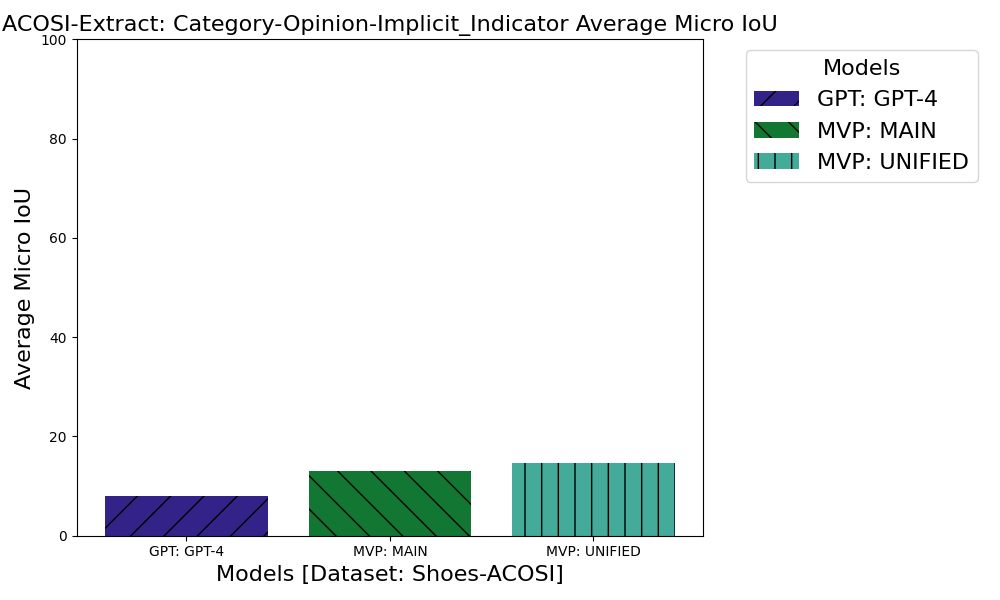 ACOSI-Extract: Category-Opinion-Implicit_Indicator Average Micro IoU
Models
GPT: GPT-4
MVP: MAIN
MVP: UNIFIED
Average Micro IoU
100
80
60
40
20
0
GPT: GPT-4
MVP: MAIN
MVP: UNIFIED
Models [Dataset: Shoes-ACOSI]